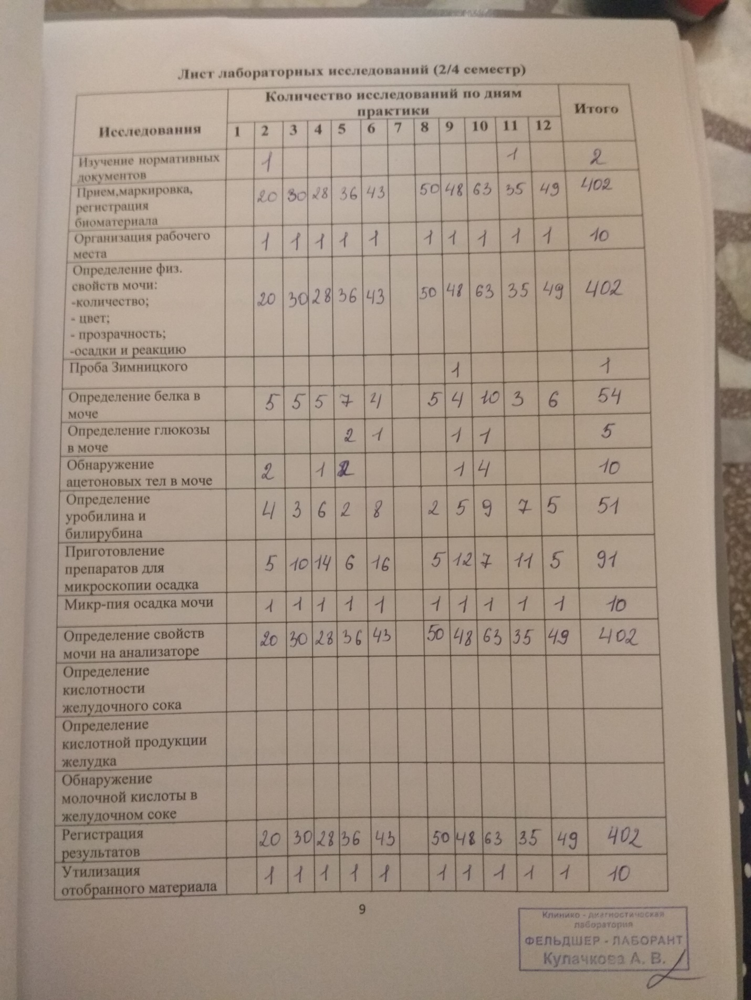 Лист лабораторных исследований (2/4 семестр)
Исследования Количество исследований по дням практики Итого
1 2 3 4 5 6 7 8 9 10 11 12
Изучение нормативных
документов 1 1 2
Прием,маркировка,
регистрация
биоматериала 20 30 28 36 43 50 48 63 35 49 402
Организация рабочего
места 1 1 1 1 1 1 1 1 1 1 10
Определение физ.
свойств мочи:
-количество;
- цвет;
- прозрачность;
-осадки и реакцию 20 30 28 36 43 50 48 63 35 49 402
Проба Зимницкого 1 1
Определение белка в
моче 5 5 5 7 4 5 4 10 3 6 54
Определение глюкозы
в моче 2 1 1 1 5
Обнаружение
ацетоновых тел в моче 2 1 2 1 4 10
Определение
уробилина и
билирубина 4 3 6 2 8 2 5 9 7 5 51
Приготовление
препаратов для
микроскопии осадка 5 10 14 6 16 5 12 7 11 5 91
Микр-пия осадка мочи 1 1 1 1 1 1 1 1 1 1 10
Определение свойств
мочи на анализаторе 20 30 28 36 43 50 48 63 35 49 402
Определение
кислотности
желудочного сока
Определение
кислотной продукции
желудка
Обнаружение
молочной кислоты в
желудочном соке
Регистрация
результатов 20 30 28 36 43 50 48 63 35 49 402
Утилизация
отобранного материала 1 1 1 1 1 1 1 1 1 1 10
9
Клинико - диагностическая
лаборатория
ФЕЛЬДШЕР - ЛАБОРАНТ
Кулачкова А. В.